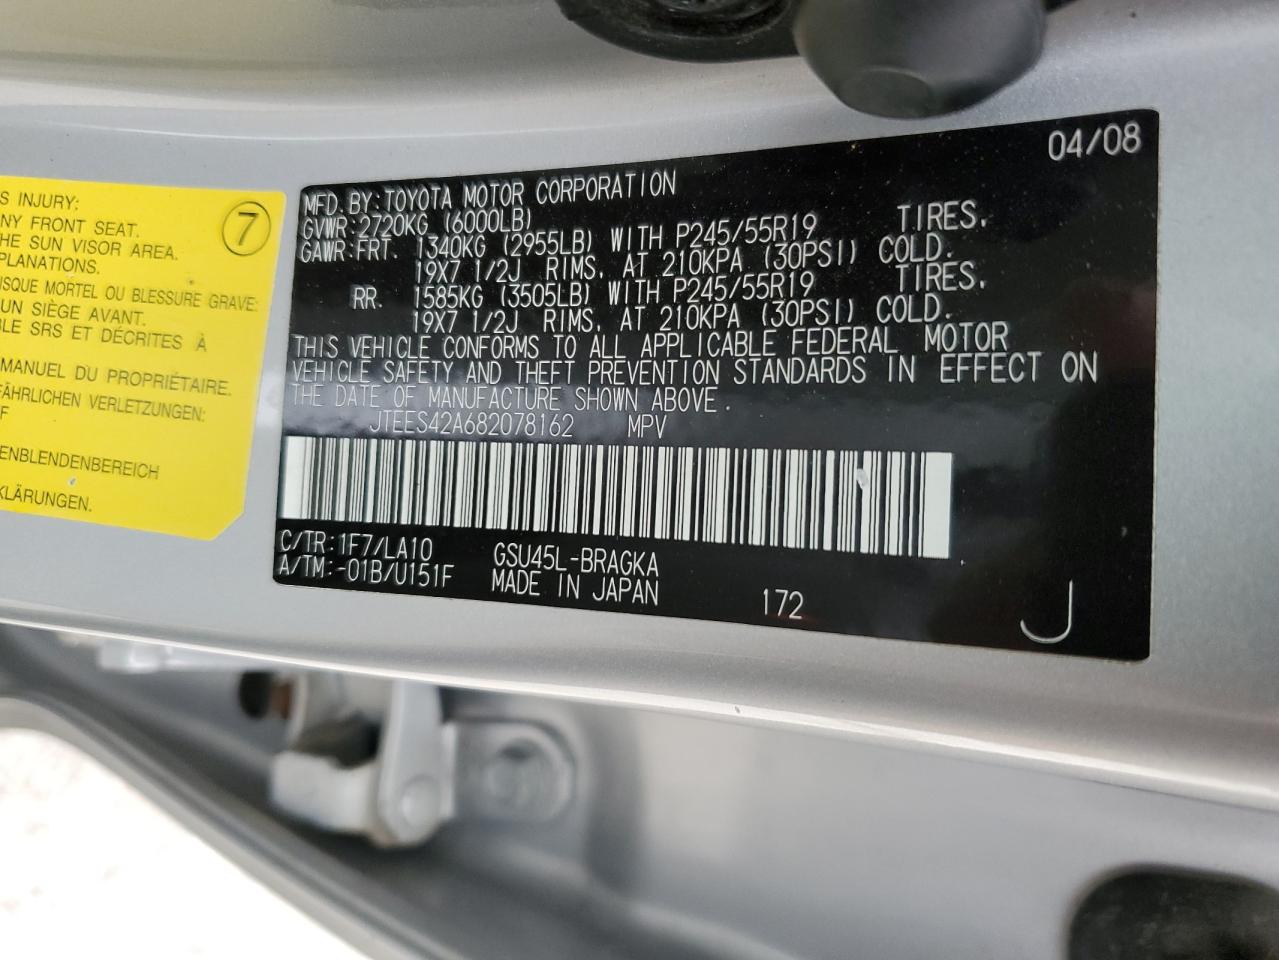 S INJURY:
NY FRONT SEAT.
HE SUN VISOR AREA.
PLANATIONS.
ISQUE MORTEL OU BLESSURE GRAVE:
UN SIÈGE AVANT.
BLE SRS ET DÉCRITES À
MANUEL DU PROPRIÉTAIRE.
FÄHRLICHEN VERLETZUNGEN:
F
ENBLENDENBEREICH
KLÄRUNGEN.
7
04/08
MFD.BY:TOYOTA MOTOR CORPORATION
GVWR:2720KG (6000LB)
GAWR:FRT. 1340KG (2955LB) WITH P245/55R19 TIRES,
19X7 1/2J RIMS, AT 210KPA (30PSI) COLD.
RR. 1585KG (3505LB) WITH P245/55R19 TIRES,
19X7 1/2J RIMS, AT 210KPA (30PSI) COLD.
THIS VEHICLE CONFORMS TO ALL APPLICABLE FEDERAL MOTOR
VEHICLE SAFETY AND THEFT PREVENTION STANDARDS IN EFFECT ON
THE DATE OF MANUFACTURE SHOWN ABOVE.
JTEES42A682078162 MPV
C/TR:1F7/LA10 GSU45L-BRAGKA
A/TM:-01B/U151F MADE IN JAPAN 172 J